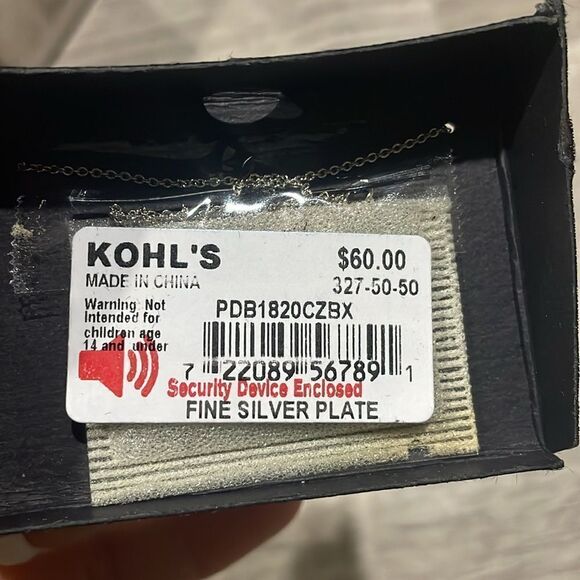 KOHL'S
$60.00
MADE IN CHINA
327-50-50
Warning: Not
Intended for
children age
14 and under
PDB1820CZBX
7 22089 56789 1
Security Device Enclosed
FINE SILVER PLATE